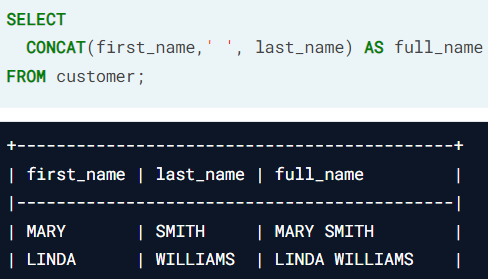 SELECT
CONCAT(first_name,' ', last_name) AS full_name
FROM customer;
+--------------------------------------------+
| first_name | last_name | full_name         |
|--------------------------------------------|
| MARY       | SMITH     | MARY SMITH        |
| LINDA      | WILLIAMS  | LINDA WILLIAMS    |